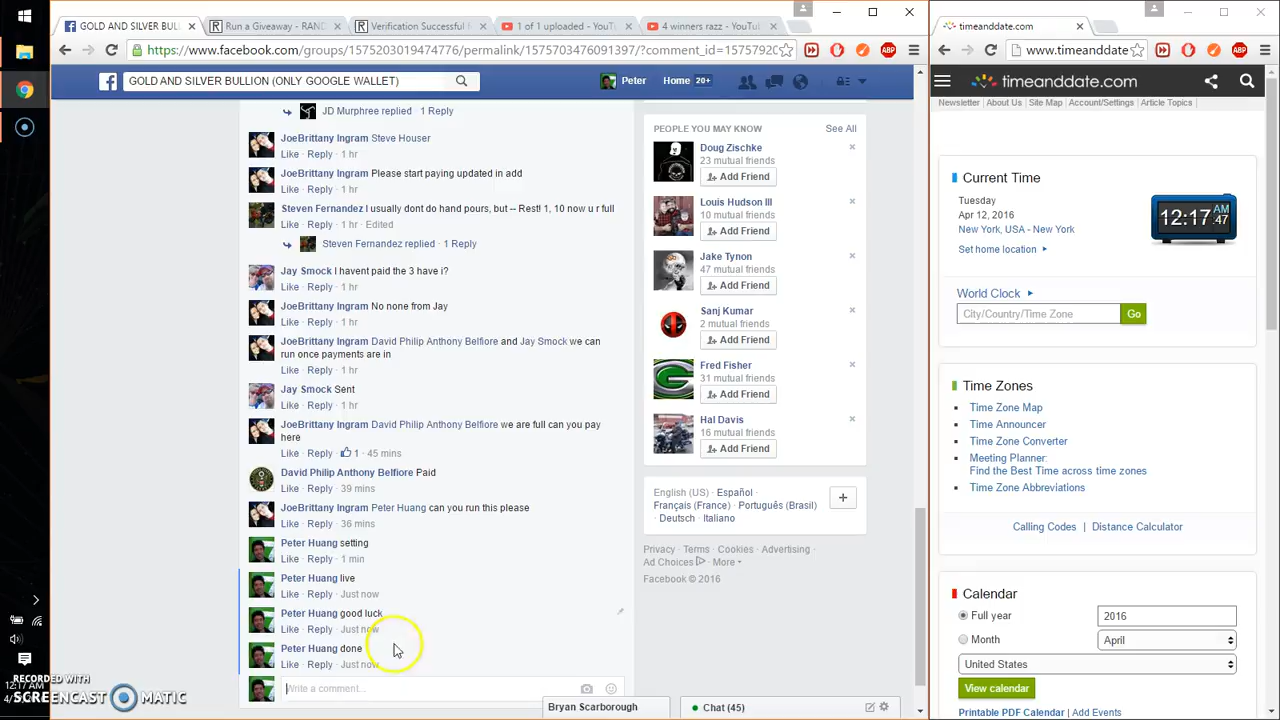 GOLD AND SILVER BULL
Run a Giveaway - RAND
Verification Successful
1 of 1 uploaded - YouT
4 winners razz - YouTub
timeanddate.com
https://www.facebook.com/groups/1575203019474776/permalink/1575703476091397/?comment_id=1575792
www.timeanddate
GOLD AND SILVER BULLION (ONLY GOOGLE WALLET)
Peter
Home 20+
JD Murphree replied · 1 Reply
JoeBrittany Ingram Steve Houser
Like · Reply · 1 hr
JoeBrittany Ingram Please start paying updated in add
Like · Reply · 1 hr
Steven Fernandez I usually dont do hand pours, but -- Rest! 1, 10 now u r full
Like · Reply · 1 hr · Edited
Steven Fernandez replied · 1 Reply
Jay Smock I havent paid the 3 have i?
Like · Reply · 1 hr
JoeBrittany Ingram No none from Jay
Like · Reply · 1 hr
JoeBrittany Ingram David Philip Anthony Belfiore and Jay Smock we can
run once payments are in
Like · Reply · 1 hr
Jay Smock Sent
Like · Reply · 1 hr
JoeBrittany Ingram David Philip Anthony Belfiore we are full can you pay
here
Like · Reply · 1 · 45 mins
David Philip Anthony Belfiore Paid
Like · Reply · 39 mins
JoeBrittany Ingram Peter Huang can you run this please
Like · Reply · 36 mins
Peter Huang setting
Like · Reply · 1 min
Peter Huang live
Like · Reply · Just now
Peter Huang good luck
Like · Reply · Just now
Peter Huang done
Like · Reply · Just now
Write a comment...
PEOPLE YOU MAY KNOW
See All
Doug Zischke
23 mutual friends
Add Friend
Louis Hudson III
10 mutual friends
Add Friend
Jake Tynon
47 mutual friends
Add Friend
Sanj Kumar
2 mutual friends
Add Friend
Fred Fisher
31 mutual friends
Add Friend
Hal Davis
16 mutual friends
Add Friend
English (US) · Español ·
Français (France) · Português (Brasil)
· Deutsch · Italiano
Privacy · Terms · Cookies · Advertising ·
Ad Choices · More
Facebook © 2016
Bryan Scarborough
Chat (45)
timeanddate.com
Newsletter | About Us | Site Map | Account/Settings | Article Topics |
Current Time
Tuesday
Apr 12, 2016
New York, USA - New York
Set home location
12:17 AM .47
World Clock
City/Country/Time Zone
Go
Time Zones
Time Zone Map
Time Announcer
Time Zone Converter
Meeting Planner:
Find the Best Time across time zones
Time Zone Abbreviations
Calling Codes | Distance Calculator
Calendar
Full year
2016
Month
April
United States
View calendar
Printable PDF Calendar | Add Events
RECORDED WITH
SCREENCAST MATIC
12:17 AM